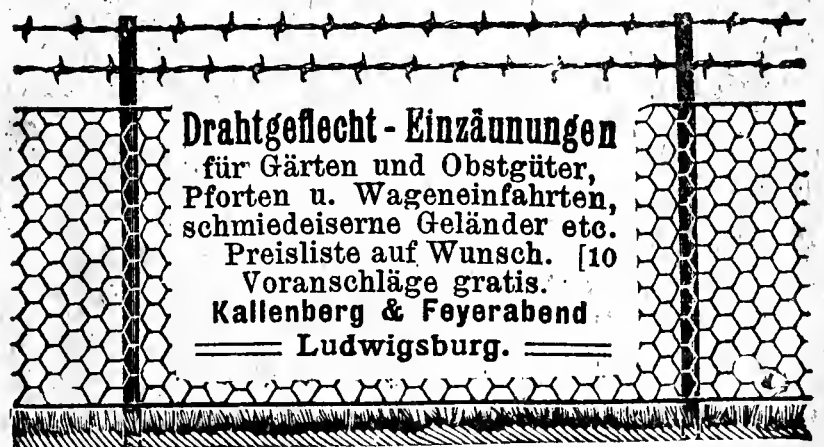 Drahtgeflecht - Einzäunungen
für Gärten und Obstgüter,
Pforten u. Wageneinfahrten,
schmiedeiserne Geländer etc.
Preisliste auf Wunsch. [10
Voranschläge gratis.
Kallenberg & Feyerabend
Ludwigsburg.